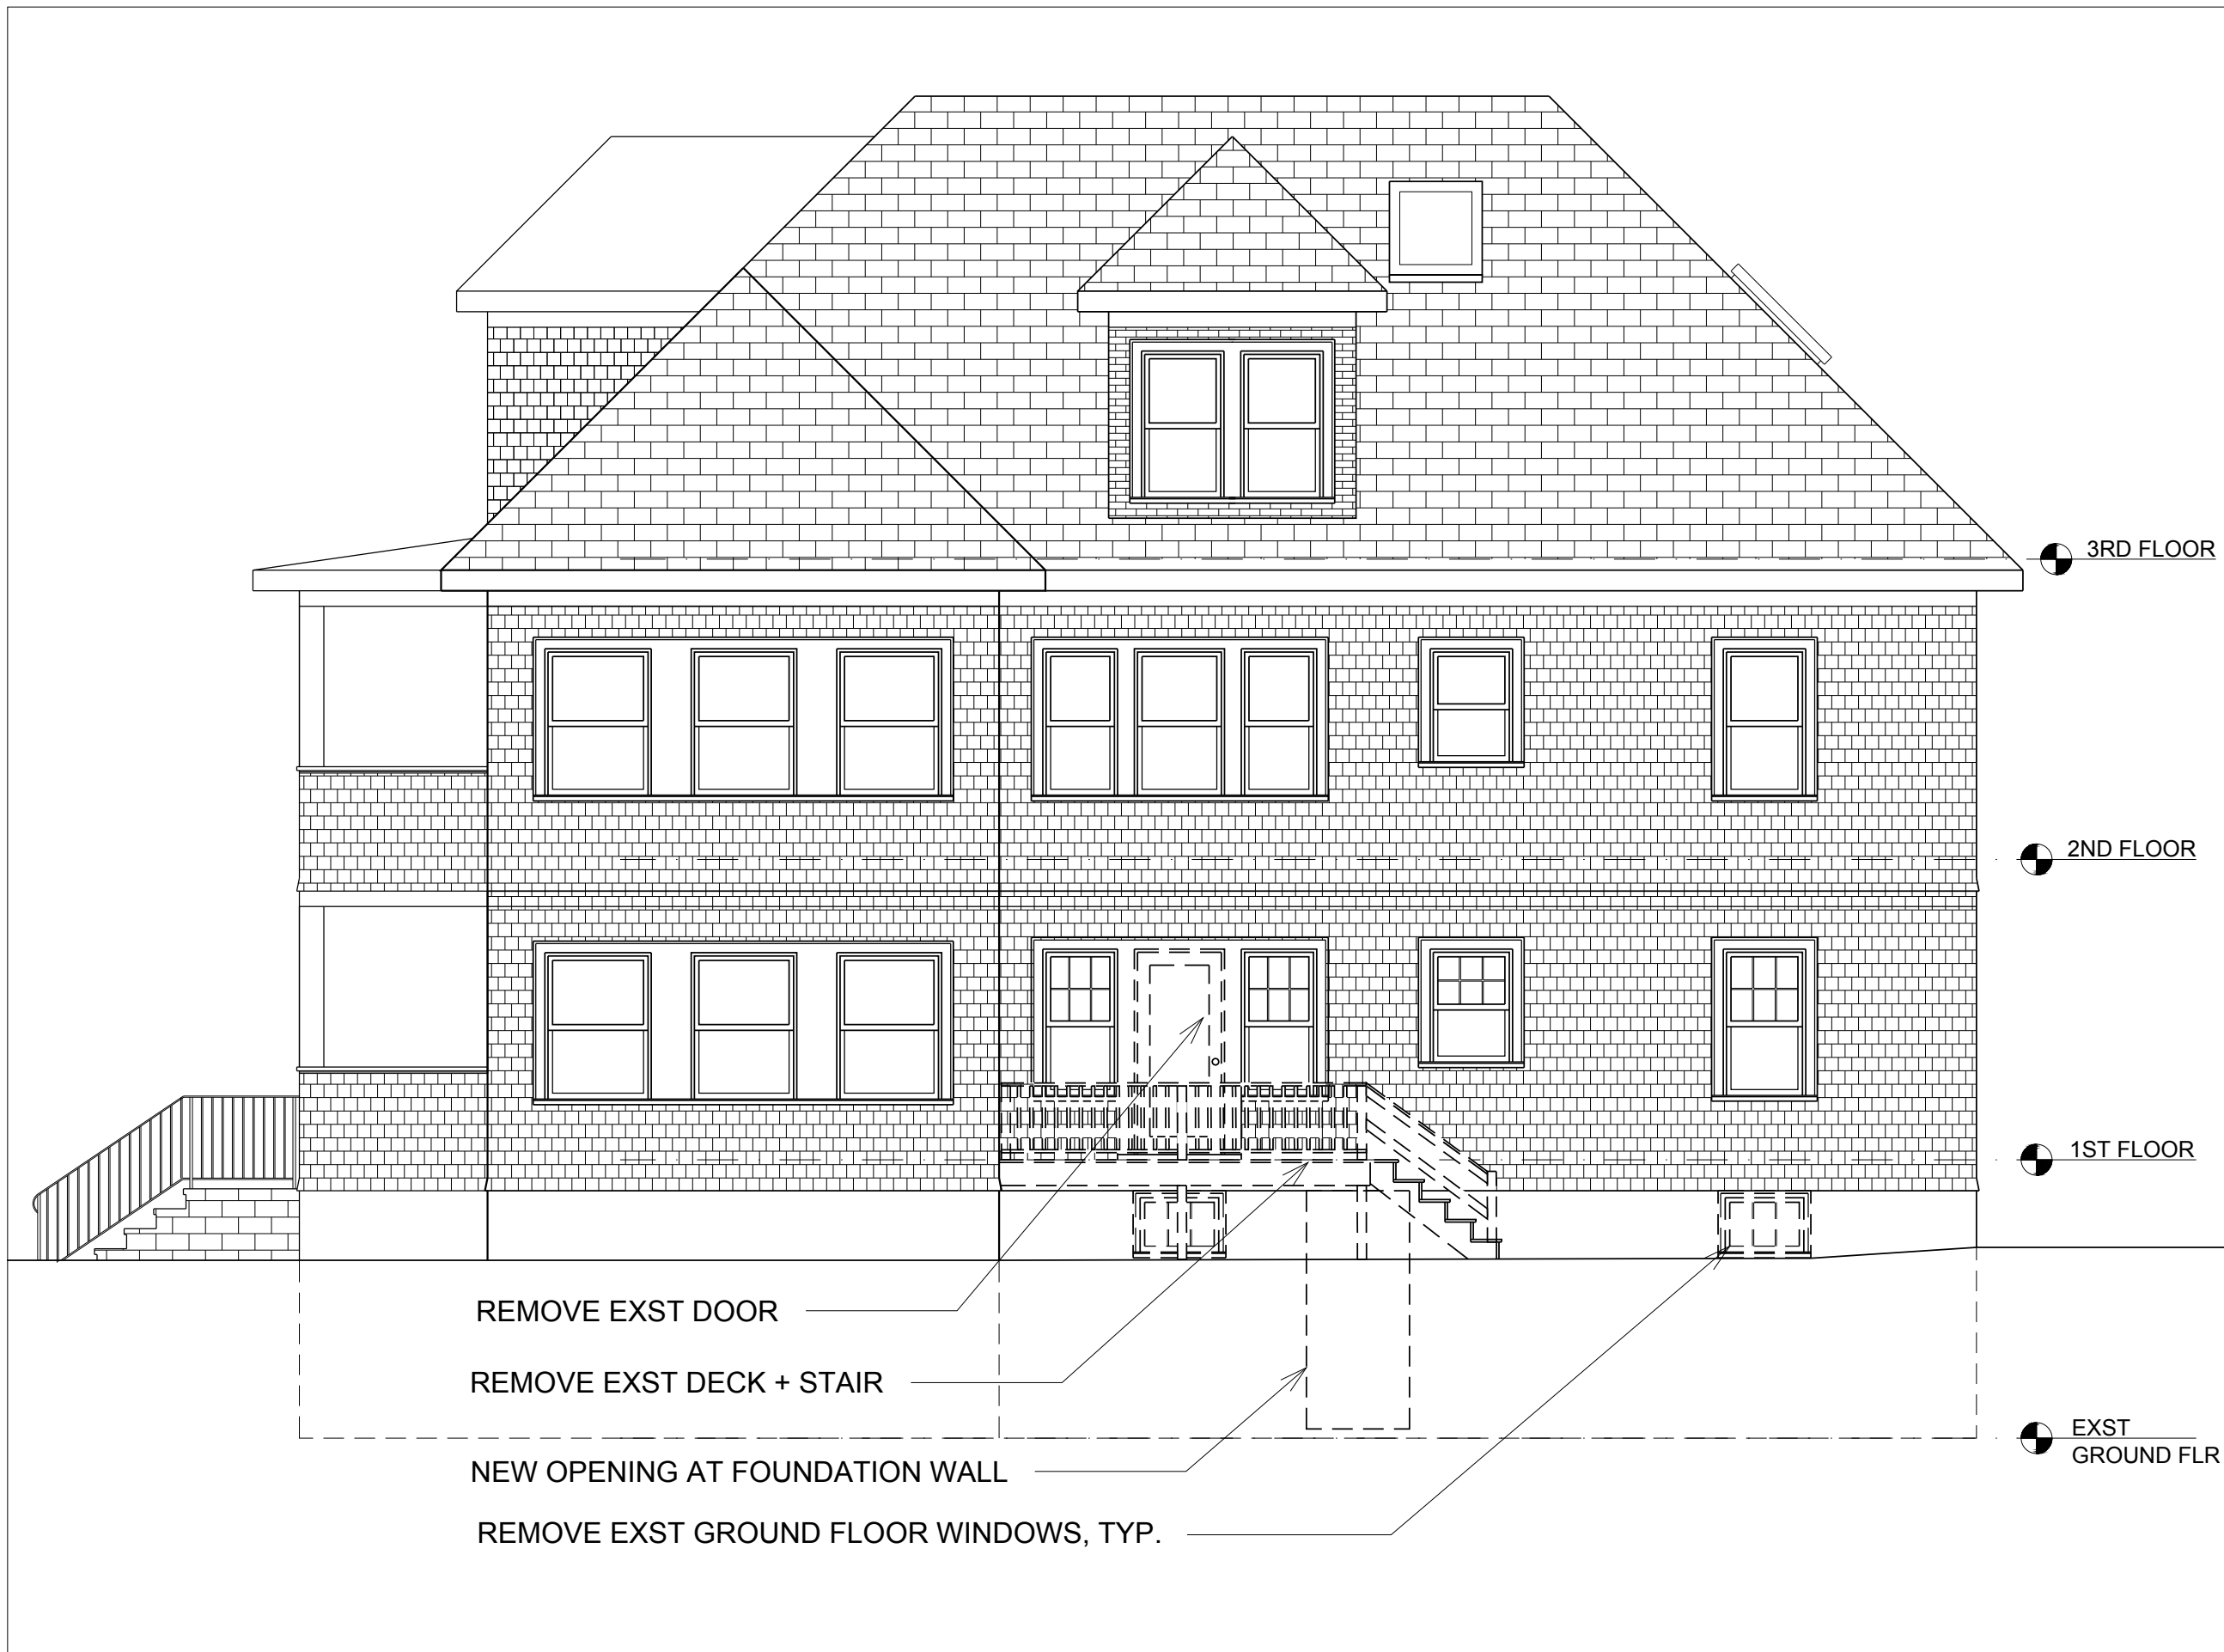 3RD FLOOR
2ND FLOOR
1ST FLOOR
EXST
GROUND FLR
REMOVE EXST DOOR
REMOVE EXST DECK + STAIR
NEW OPENING AT FOUNDATION WALL
REMOVE EXST GROUND FLOOR WINDOWS, TYP.